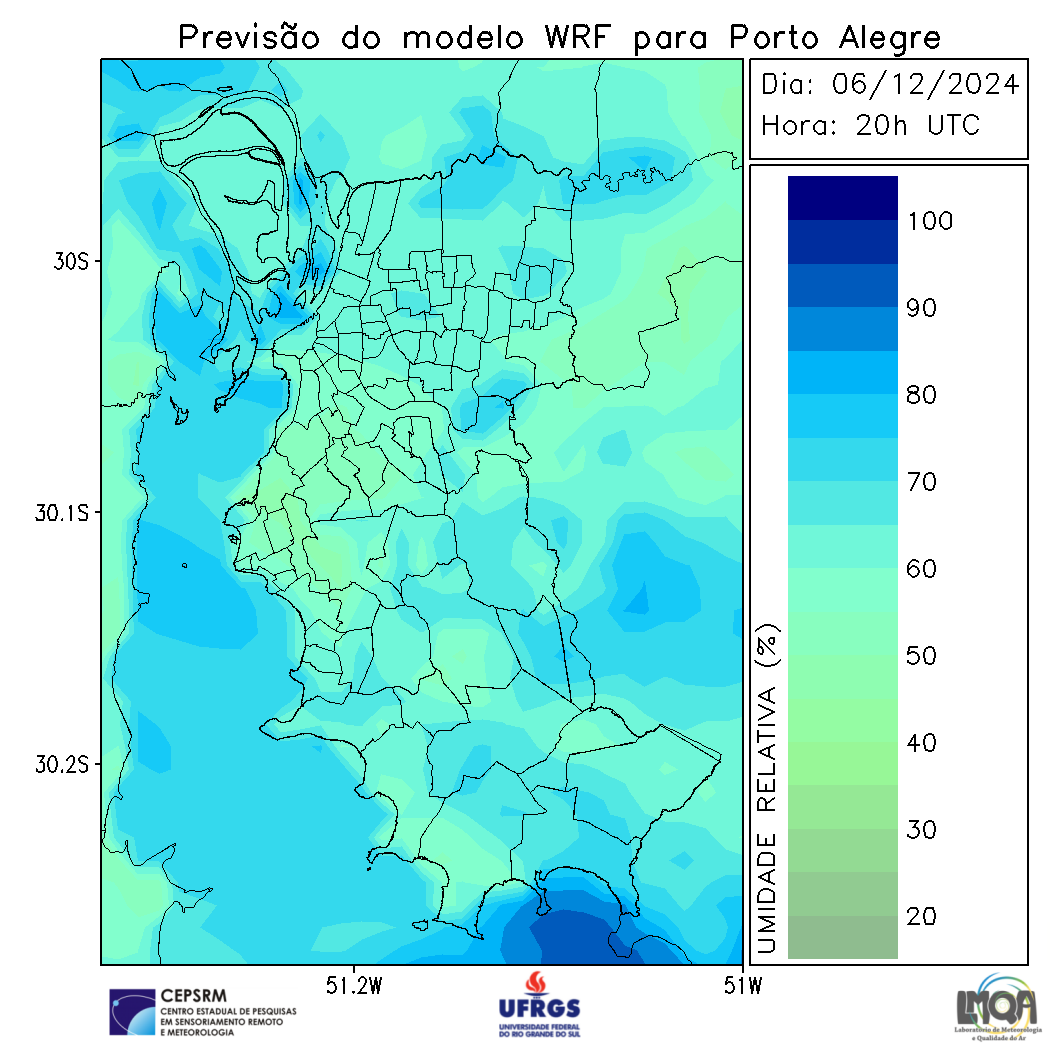 Previsão do modelo WRF para Porto Alegre
Dia: 06/12/2024
Hora: 20h UTC
100
90
80
70
60
50
40
30
20
UMIDADE RELATIVA (%)
30S
30.1S
30.2S
51.2W
51W
CEPSRM
CENTRO ESTADUAL DE PESQUISAS
EM SENSORIAMENTO REMOTO
E METEOROLOGIA
UFRGS
UNIVERSIDADE FEDERAL
DO RIO GRANDE DO SUL
LMQA
Laboratório de Meteorologia
e Qualidade do Ar